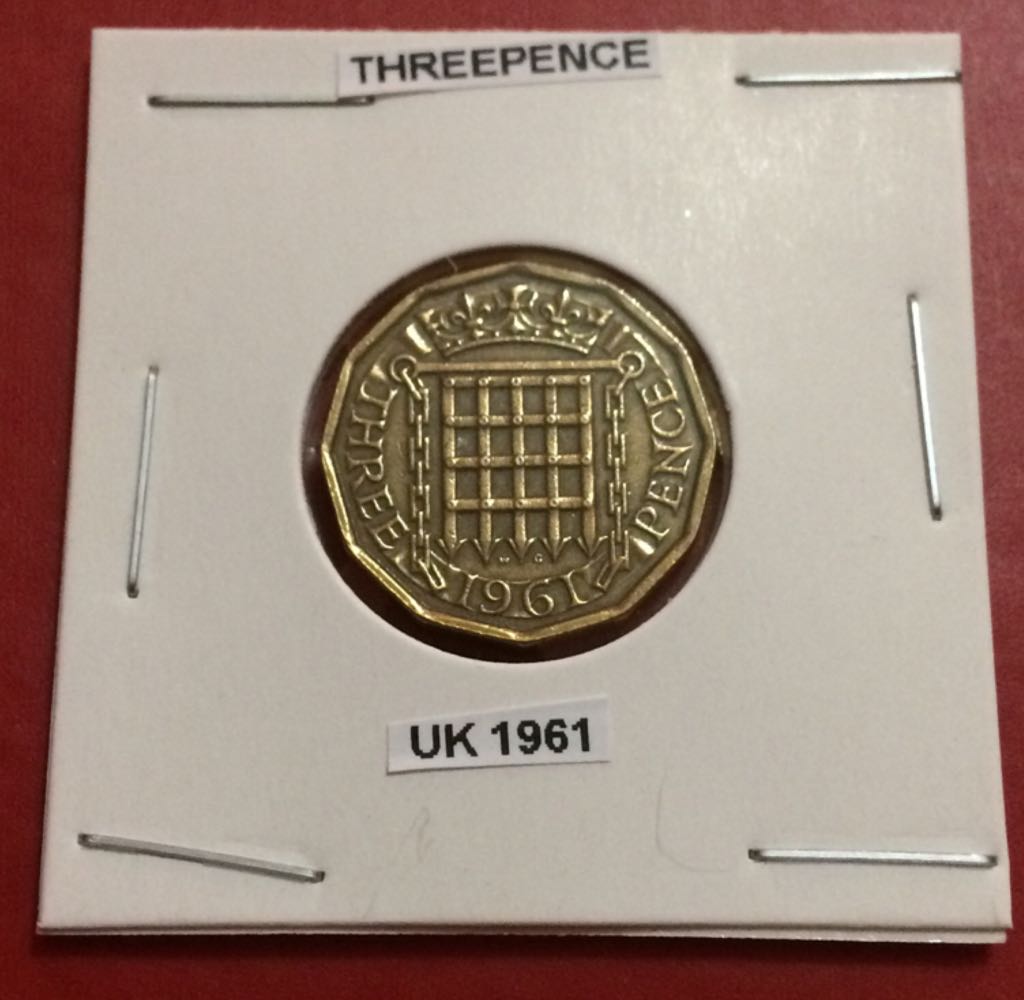 THREEPENCE
THREE PENCE
W G
1961
UK 1961